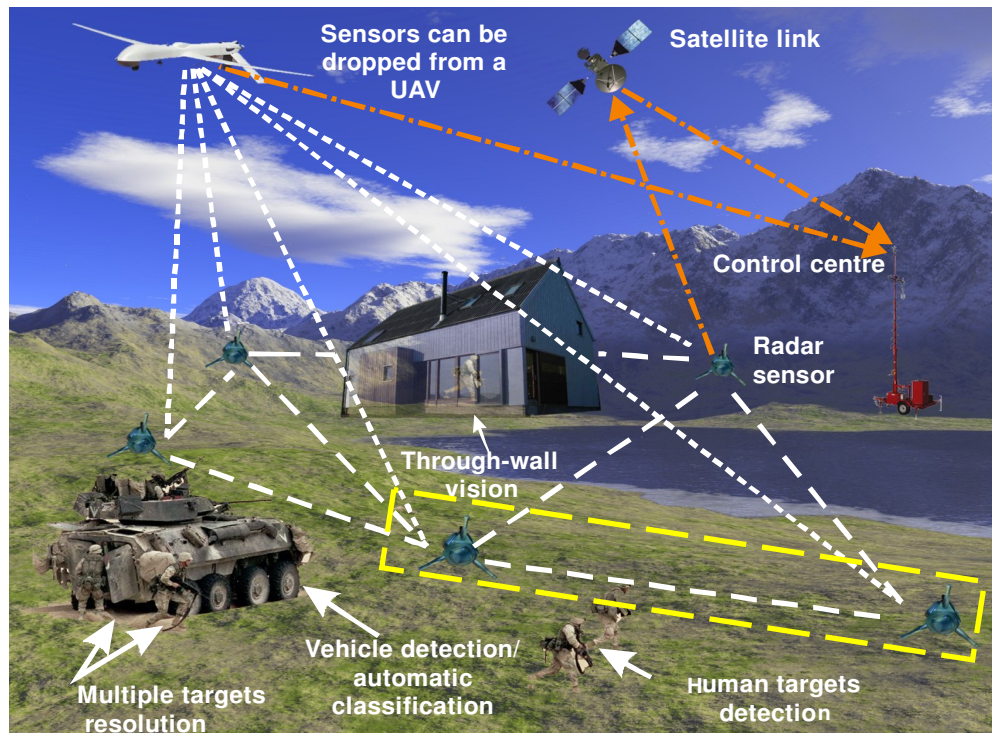 Sensors can be
dropped from a
UAV
Satellite link
Control centre
Radar
sensor
Through-wall
vision
Vehicle detection/
automatic
classification
Human targets
detection
Multiple targets
resolution